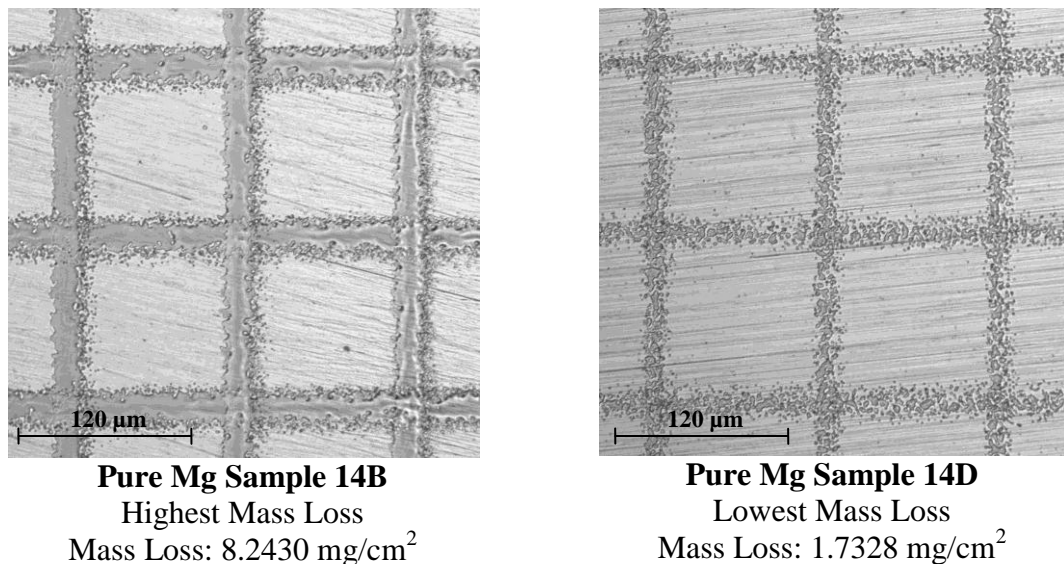 120 μm
120 μm
Pure Mg Sample 14B
Highest Mass Loss
Mass Loss: 8.2430 mg/cm²
Pure Mg Sample 14D
Lowest Mass Loss
Mass Loss: 1.7328 mg/cm²